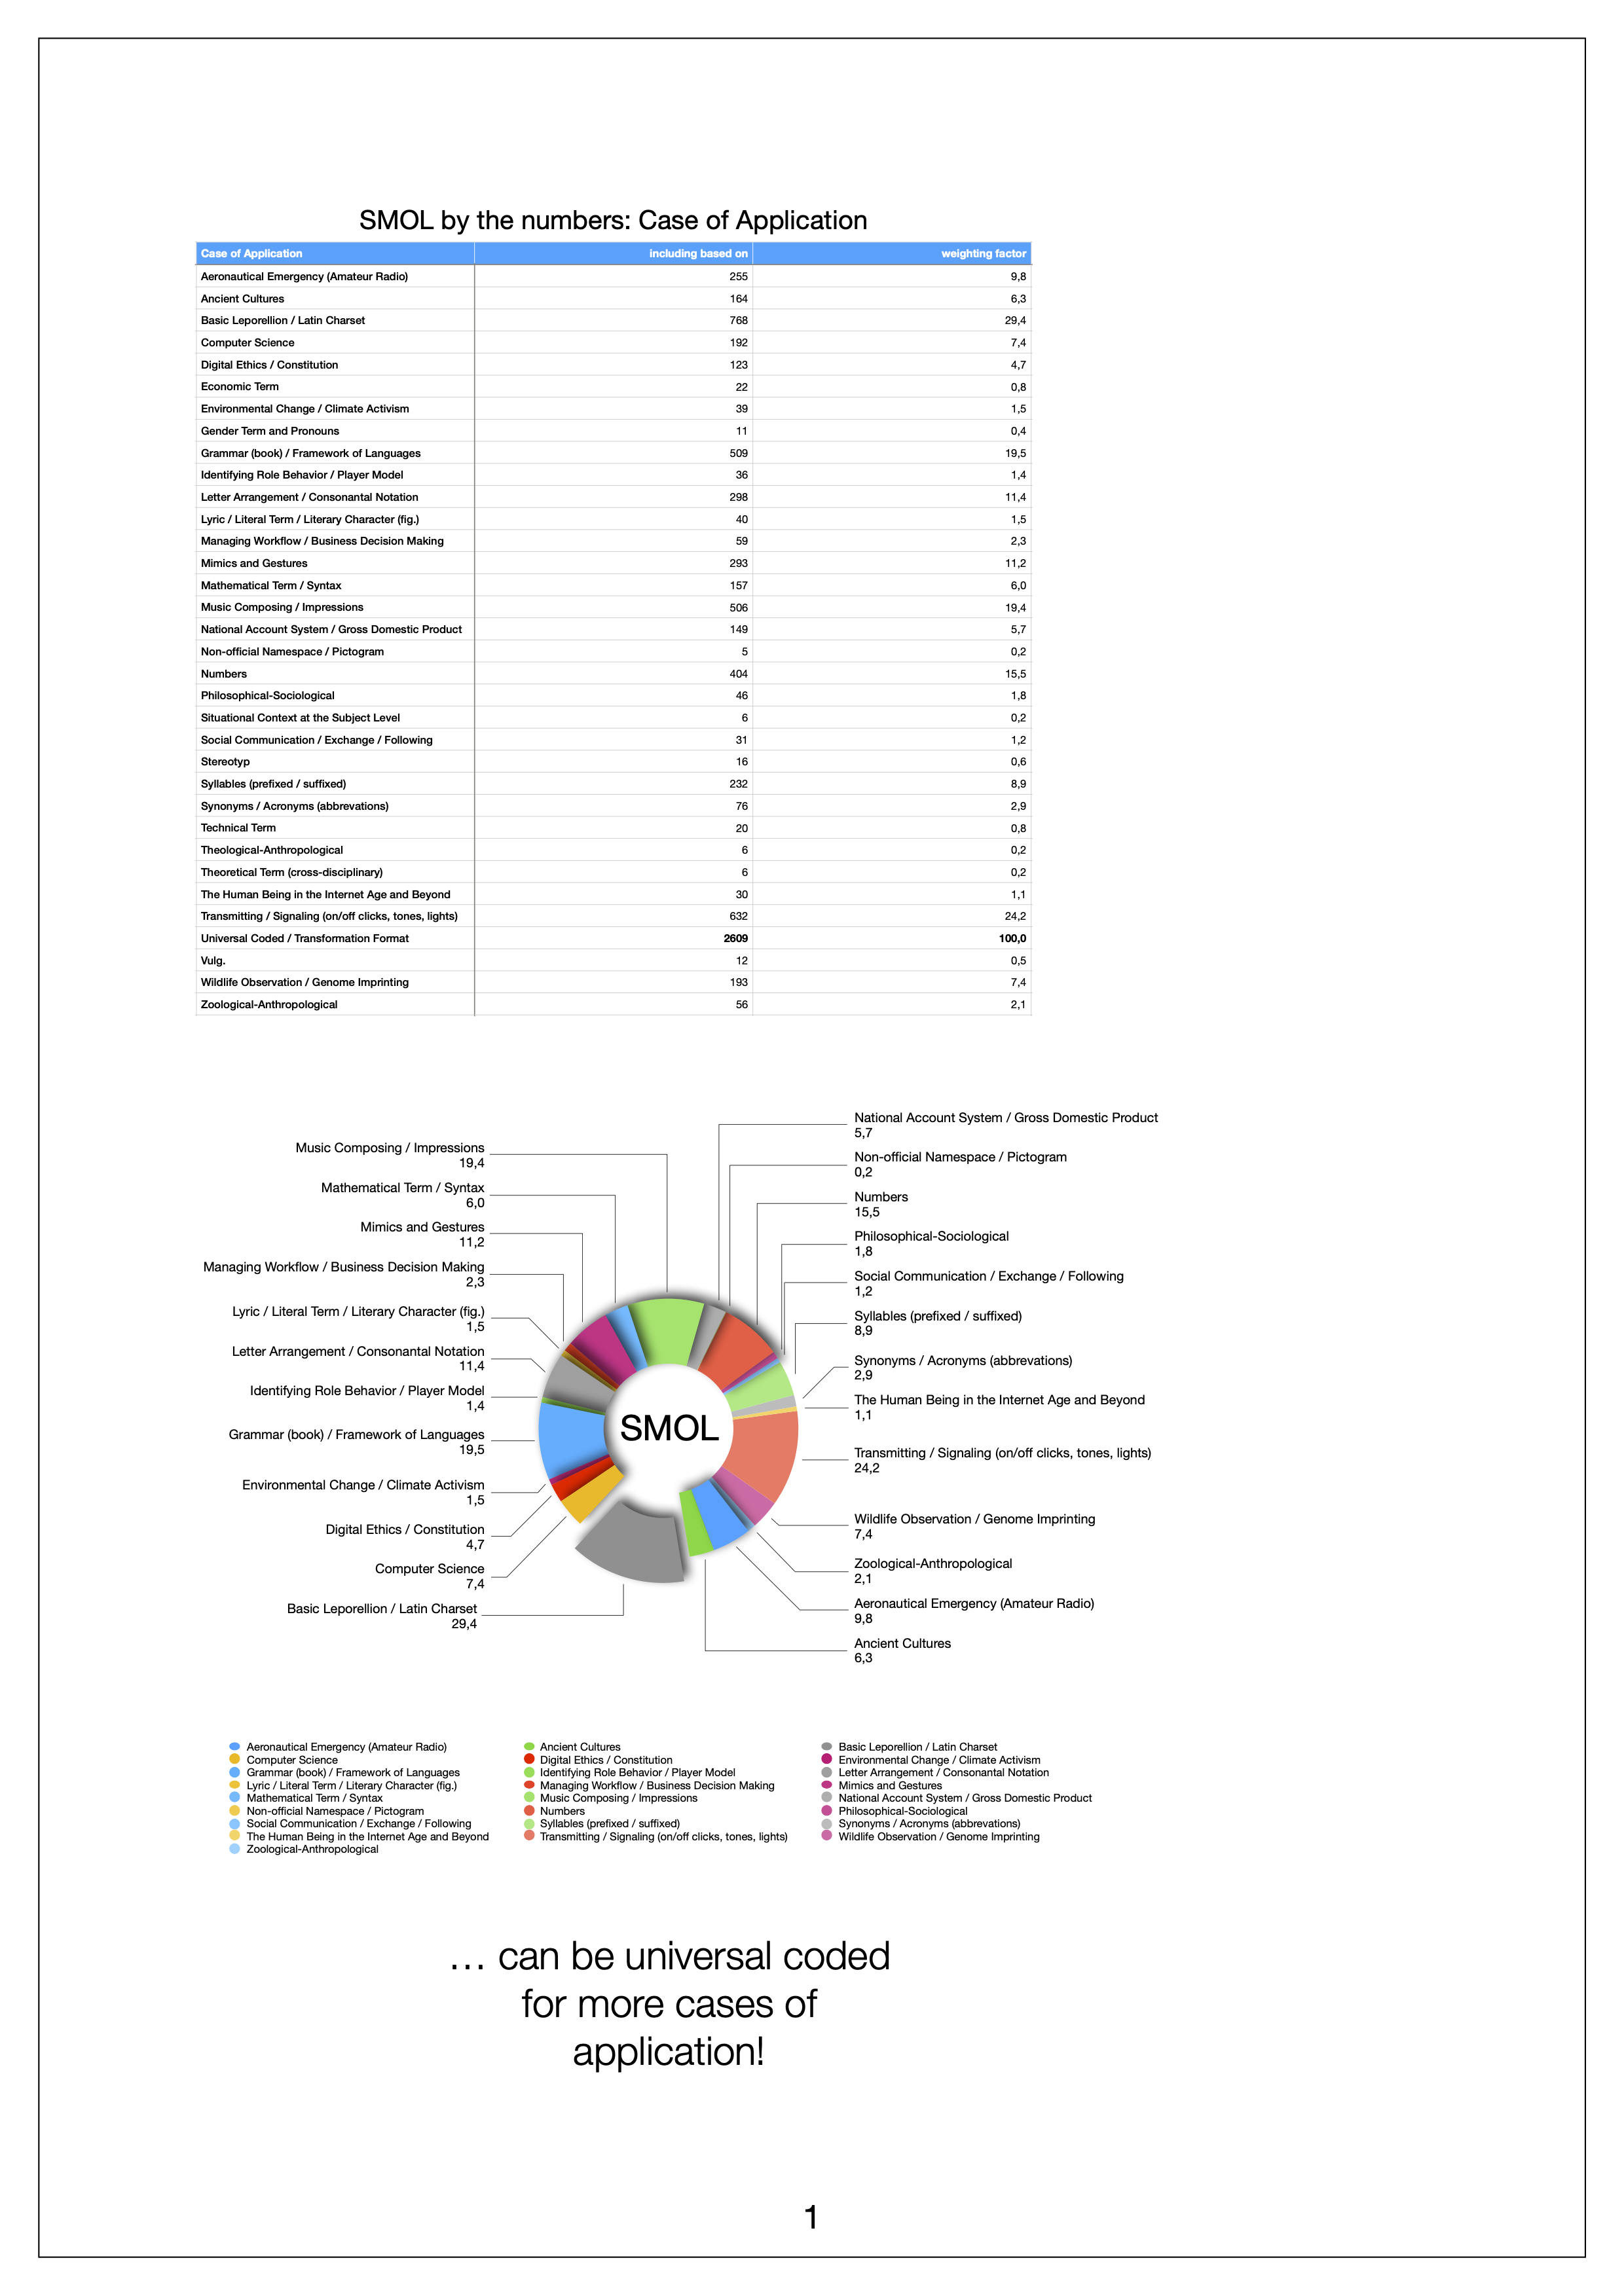 SMOL by the numbers: Case of Application
Case of Application including based on weighting factor
Aeronautical Emergency (Amateur Radio) 255 9,8
Ancient Cultures 164 6,3
Basic Leporellion / Latin Charset 768 29,4
Computer Science 192 7,4
Digital Ethics / Constitution 123 4,7
Economic Term 22 0,8
Environmental Change / Climate Activism 39 1,5
Gender Term and Pronouns 11 0,4
Grammar (book) / Framework of Languages 509 19,5
Identifying Role Behavior / Player Model 36 1,4
Letter Arrangement / Consonantal Notation 298 11,4
Lyric / Literal Term / Literary Character (fig.) 40 1,5
Managing Workflow / Business Decision Making 59 2,3
Mimics and Gestures 293 11,2
Mathematical Term / Syntax 157 6,0
Music Composing / Impressions 506 19,4
National Account System / Gross Domestic Product 149 5,7
Non-official Namespace / Pictogram 5 0,2
Numbers 404 15,5
Philosophical-Sociological 46 1,8
Situational Context at the Subject Level 6 0,2
Social Communication / Exchange / Following 31 1,2
Stereotyp 16 0,6
Syllables (prefixed / suffixed) 232 8,9
Synonyms / Acronyms (abbrevations) 76 2,9
Technical Term 20 0,8
Theological-Anthropological 6 0,2
Theoretical Term (cross-disciplinary) 6 0,2
The Human Being in the Internet Age and Beyond 30 1,1
Transmitting / Signaling (on/off clicks, tones, lights) 632 24,2
Universal Coded / Transformation Format 2609 100,0
Vulg. 12 0,5
Wildlife Observation / Genome Imprinting 193 7,4
Zoological-Anthropological 56 2,1
Music Composing / Impressions
19,4
Mathematical Term / Syntax
6,0
Mimics and Gestures
11,2
Managing Workflow / Business Decision Making
2,3
Lyric / Literal Term / Literary Character (fig.)
1,5
Letter Arrangement / Consonantal Notation
11,4
Identifying Role Behavior / Player Model
1,4
Grammar (book) / Framework of Languages
19,5
Environmental Change / Climate Activism
1,5
Digital Ethics / Constitution
4,7
Computer Science
7,4
Basic Leporellion / Latin Charset
29,4
SMOL
National Account System / Gross Domestic Product
5,7
Non-official Namespace / Pictogram
0,2
Numbers
15,5
Philosophical-Sociological
1,8
Social Communication / Exchange / Following
1,2
Syllables (prefixed / suffixed)
8,9
Synonyms / Acronyms (abbrevations)
2,9
The Human Being in the Internet Age and Beyond
1,1
Transmitting / Signaling (on/off clicks, tones, lights)
24,2
Wildlife Observation / Genome Imprinting
7,4
Zoological-Anthropological
2,1
Aeronautical Emergency (Amateur Radio)
9,8
Ancient Cultures
6,3
Aeronautical Emergency (Amateur Radio) Ancient Cultures Basic Leporellion / Latin Charset
Computer Science Digital Ethics / Constitution Environmental Change / Climate Activism
Grammar (book) / Framework of Languages Identifying Role Behavior / Player Model Letter Arrangement / Consonantal Notation
Lyric / Literal Term / Literary Character (fig.) Managing Workflow / Business Decision Making Mimics and Gestures
Mathematical Term / Syntax Music Composing / Impressions National Account System / Gross Domestic Product
Non-official Namespace / Pictogram Numbers Philosophical-Sociological
Social Communication / Exchange / Following Syllables (prefixed / suffixed) Synonyms / Acronyms (abbrevations)
The Human Being in the Internet Age and Beyond Transmitting / Signaling (on/off clicks, tones, lights) Wildlife Observation / Genome Imprinting
Zoological-Anthropological
… can be universal coded
for more cases of
application!
1